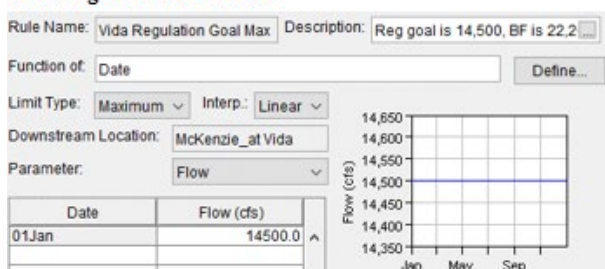 Rule Name: Vida Regulation Goal Max Description: Reg goal is 14,500, BF is 22,2 ...
Function of: Date Define...
Limit Type: Maximum Interp.: Linear
Downstream Location: McKenzie_at Vida
Parameter: Flow
Date Flow (cfs)
01Jan 14500.0
Flow (cfs)
14,650
14,600
14,550
14,500
14,450
14,400
14,350
Jan May Sep